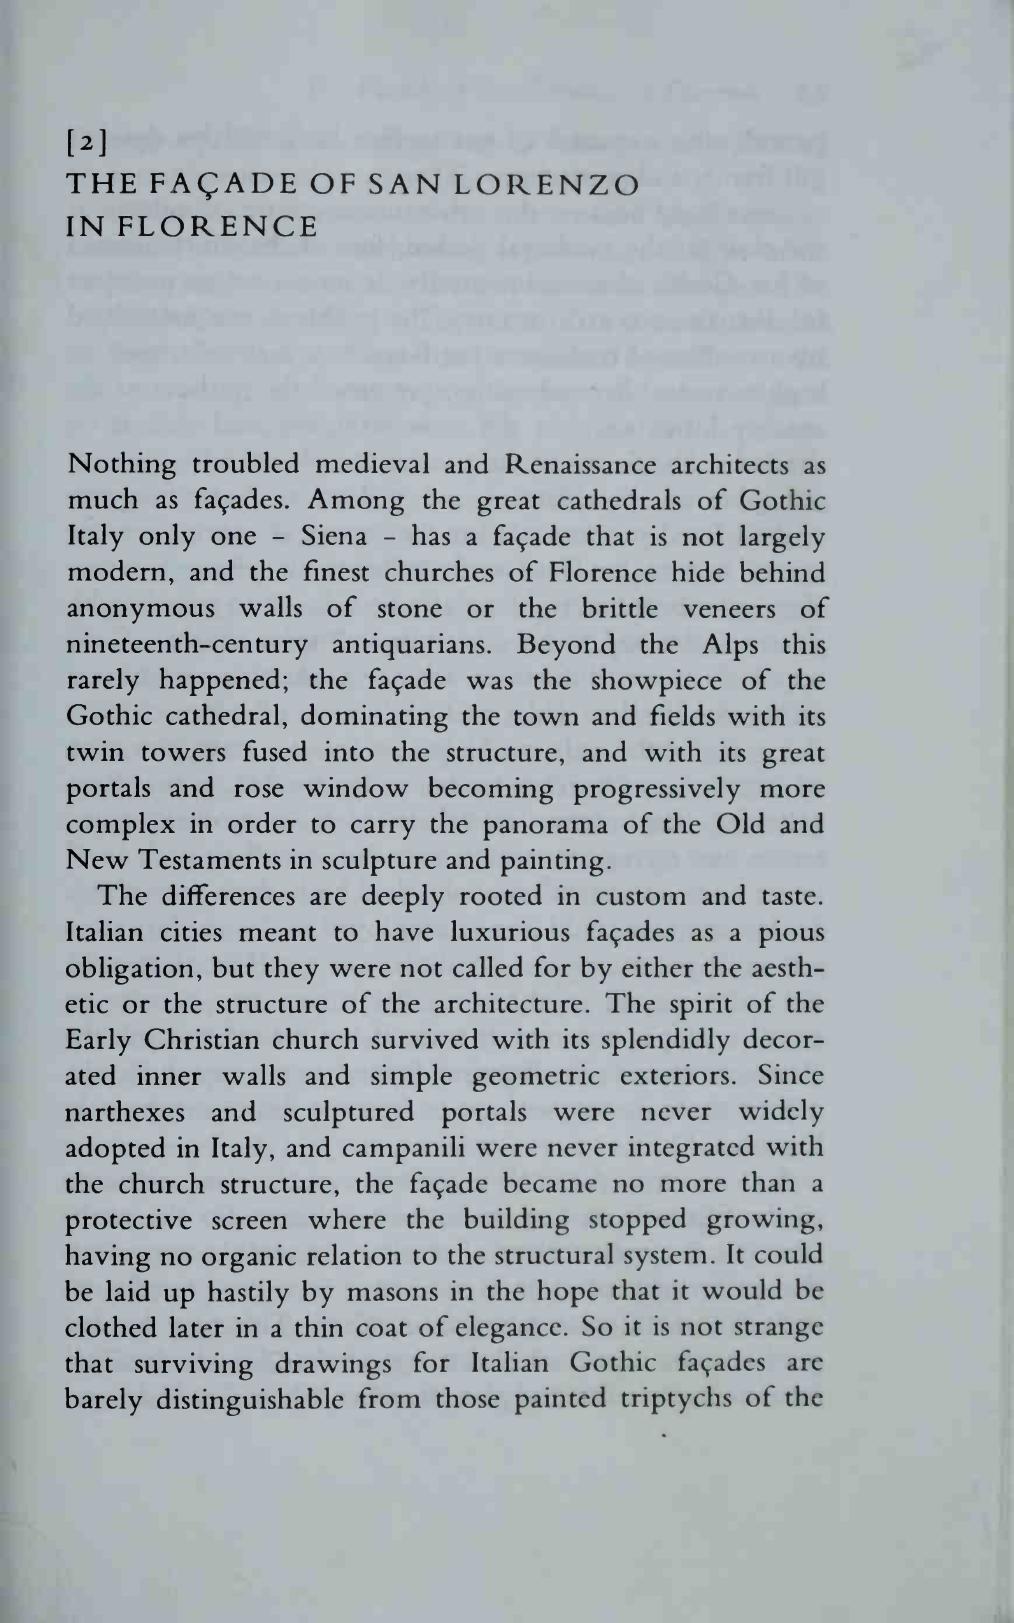 [2]
THE FAÇADE OF SAN LORENZO
IN FLORENCE
Nothing troubled medieval and Renaissance architects as
much as façades. Among the great cathedrals of Gothic
Italy only one – Siena – has a façade that is not largely
modern, and the finest churches of Florence hide behind
anonymous walls of stone or the brittle veneers of
nineteenth-century antiquarians. Beyond the Alps this
rarely happened; the façade was the showpiece of the
Gothic cathedral, dominating the town and fields with its
twin towers fused into the structure, and with its great
portals and rose window becoming progressively more
complex in order to carry the panorama of the Old and
New Testaments in sculpture and painting.
The differences are deeply rooted in custom and taste.
Italian cities meant to have luxurious façades as a pious
obligation, but they were not called for by either the aesth-
etic or the structure of the architecture. The spirit of the
Early Christian church survived with its splendidly decor-
ated inner walls and simple geometric exteriors. Since
narthexes and sculptured portals were never widely
adopted in Italy, and campanili were never integrated with
the church structure, the façade became no more than a
protective screen where the building stopped growing,
having no organic relation to the structural system. It could
be laid up hastily by masons in the hope that it would be
clothed later in a thin coat of elegance. So it is not strange
that surviving drawings for Italian Gothic façades are
barely distinguishable from those painted triptychs of the